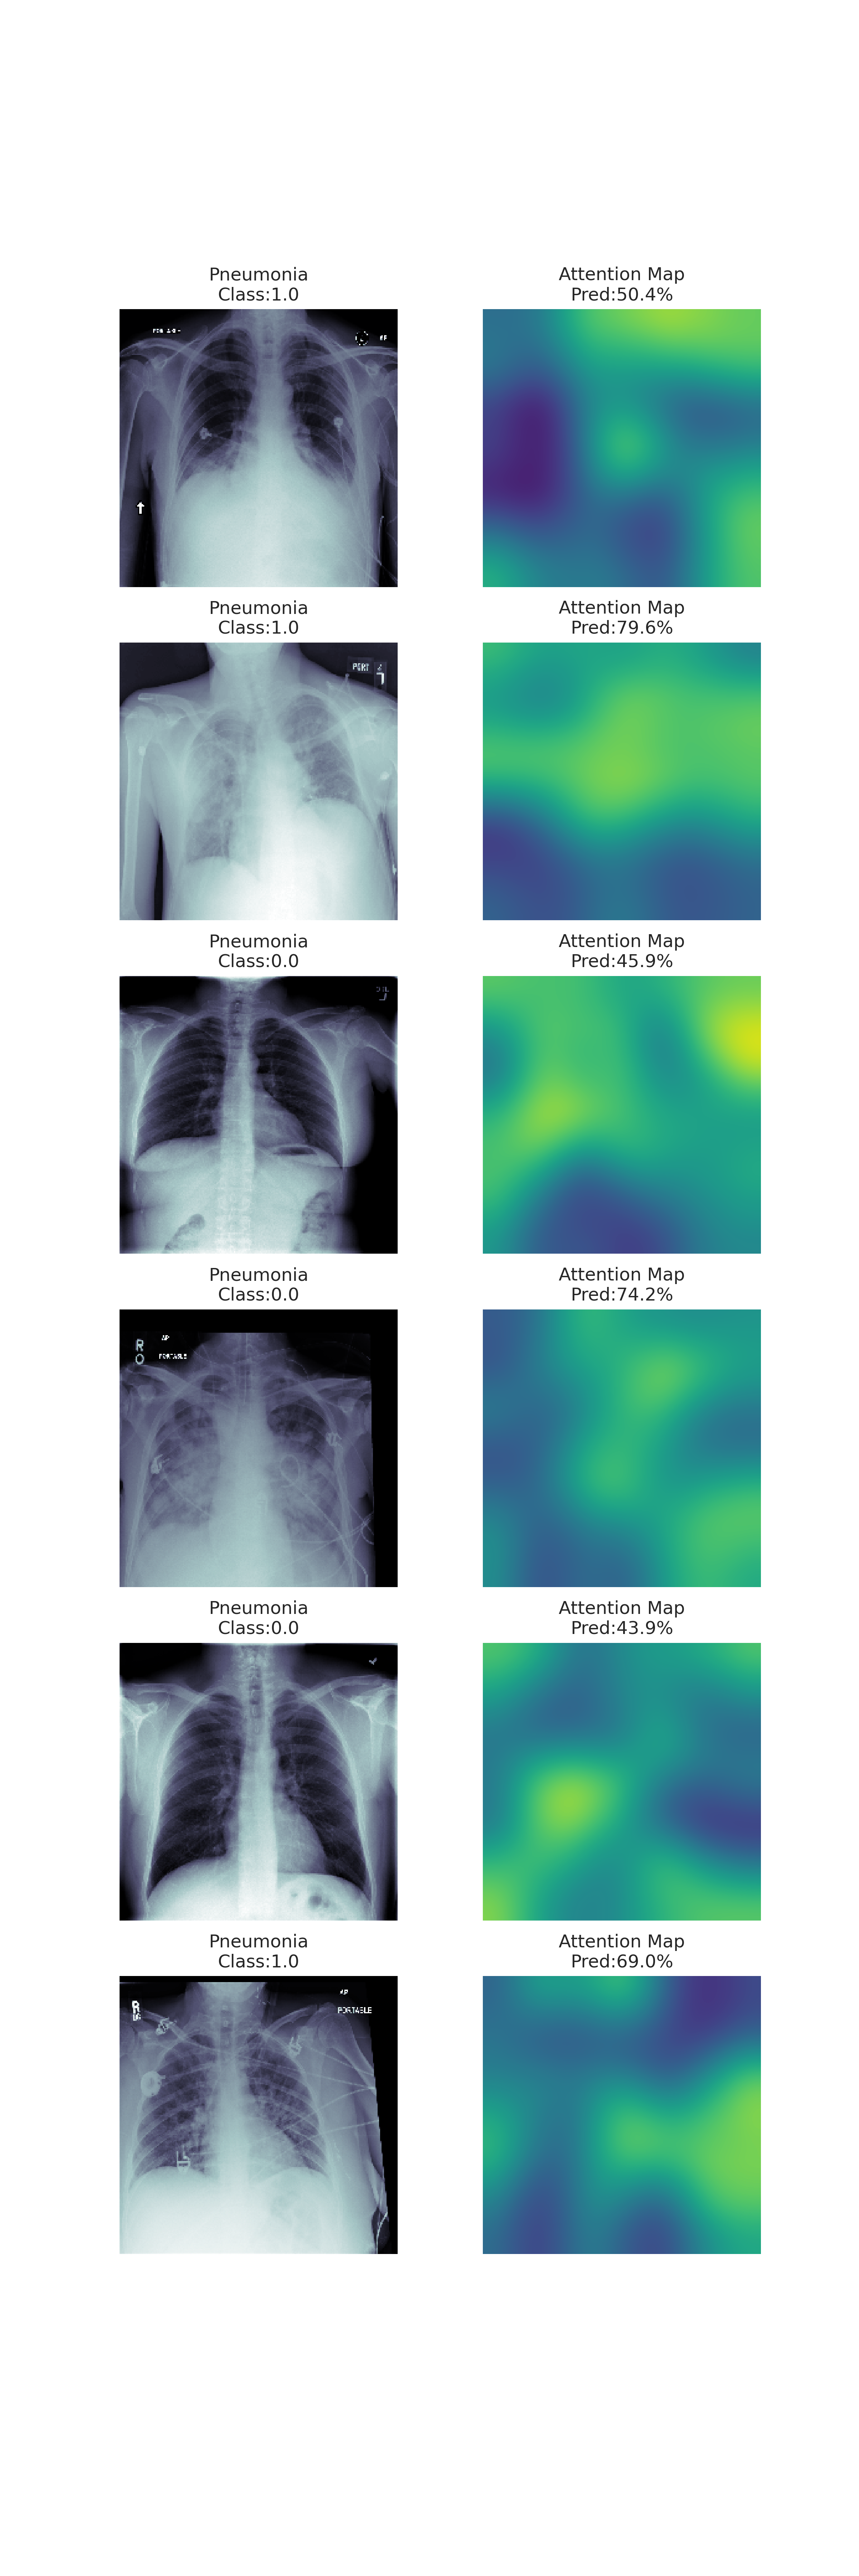 Pneumonia
Class:1.0
Attention Map
Pred:50.4%
Pneumonia
Class:1.0
Attention Map
Pred:79.6%
PORT
Pneumonia
Class:0.0
Attention Map
Pred:45.9%
Pneumonia
Class:0.0
Attention Map
Pred:74.2%
R
AP
PORTABLE
O
Pneumonia
Class:0.0
Attention Map
Pred:43.9%
Pneumonia
Class:1.0
Attention Map
Pred:69.0%
R
AP
PORTABLE